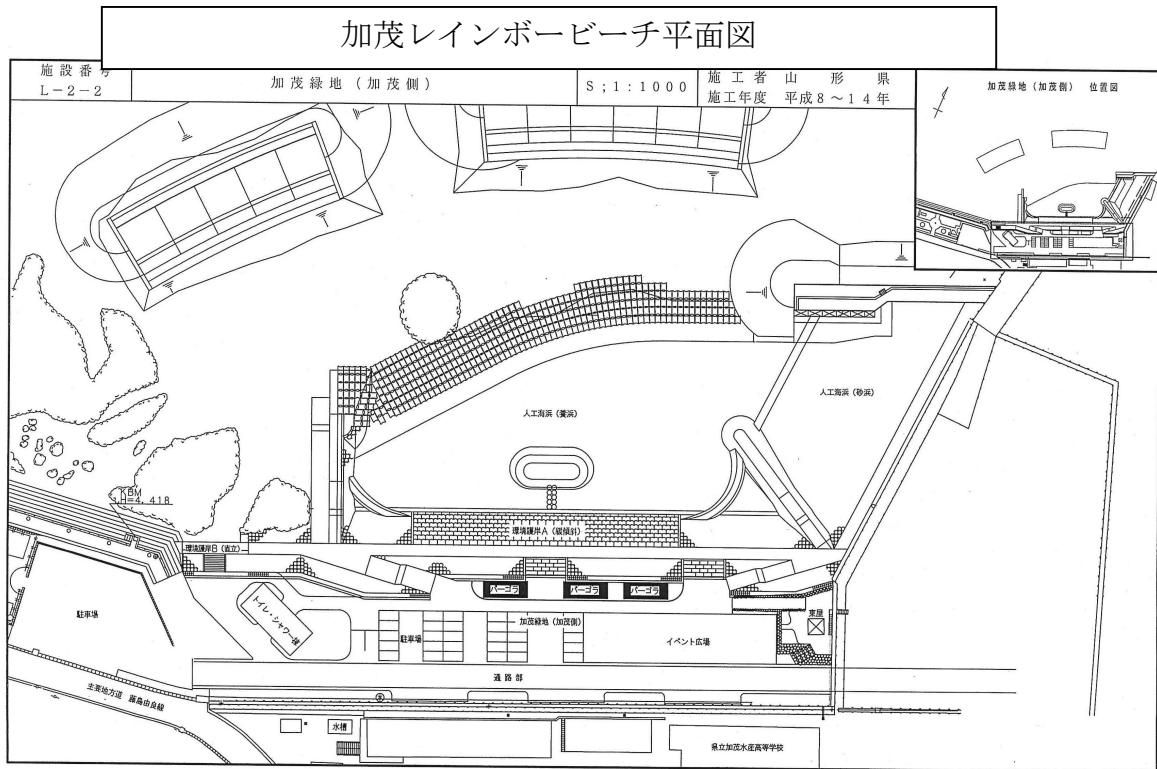 加茂レインボービーチ平面図
施設番号
L-2-2
加茂緑地(加茂側)
S;1:1000
施工者 山形県
施工年度 平成8~14年
加茂緑地(加茂側) 位置図
人工海浜(養浜)
人工海浜(砂浜)
KBM
H=4.418
環境護岸A(緩傾斜)
環境護岸B(直立)
パーゴラ
パーゴラ
パーゴラ
トイレ・シャワー棟
駐車場
駐車場
加茂緑地(加茂側)
イベント広場
東屋
通路部
主要地方道 藤島由良線
水槽
県立加茂水産高等学校